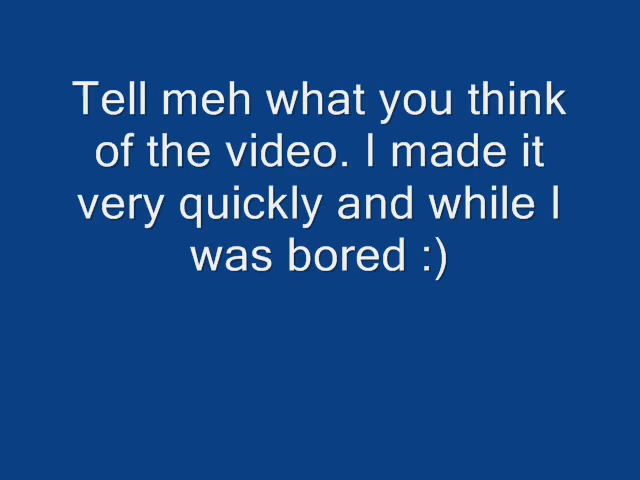 Tell meh what you think
of the video. I made it
very quickly and while I
was bored :)